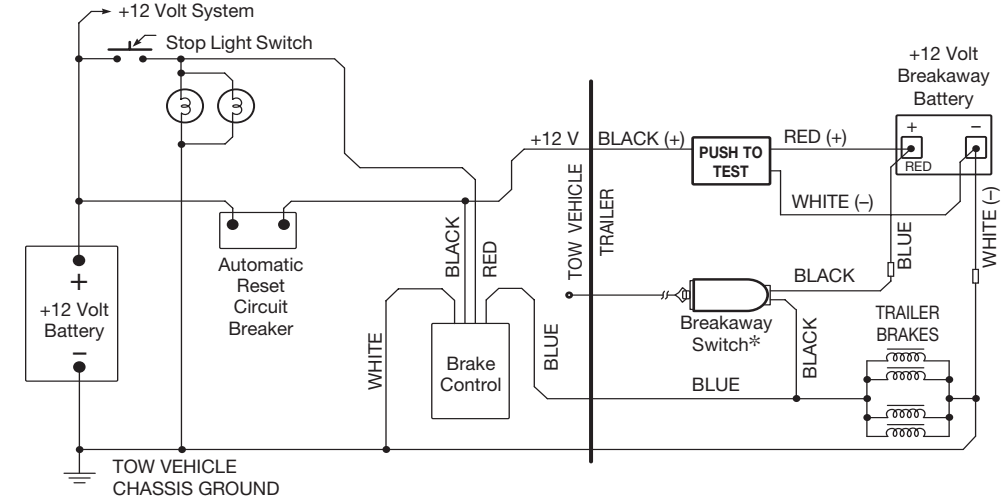 +12 Volt System
Stop Light Switch
+12 Volt
Breakaway
Battery
+12 V
BLACK (+)
PUSH TO
TEST
RED (+)
+
−
RED
WHITE (–)
TOW VEHICLE
TRAILER
BLUE
WHITE (–)
BLACK
RED
Automatic
Reset
Circuit
Breaker
+
+12 Volt
Battery
−
BLACK
Breakaway
Switch*
BLACK
TRAILER
BRAKES
WHITE
Brake
Control
BLUE
BLUE
TOW VEHICLE
CHASSIS GROUND